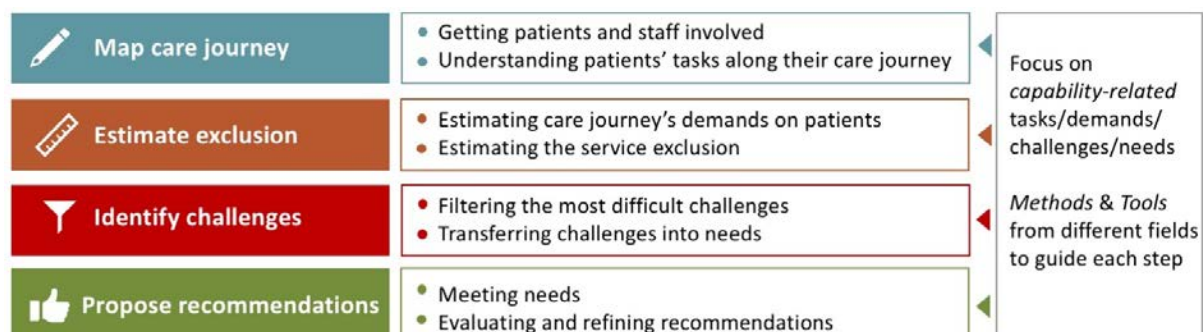 Map care journey
Getting patients and staff involved
Understanding patients' tasks along their care journey
Estimate exclusion
Estimating care journey's demands on patients
Estimating the service exclusion
Identify challenges
Filtering the most difficult challenges
Transferring challenges into needs
Propose recommendations
Meeting needs
Evaluating and refining recommendations
Focus on
capability-related
tasks/demands/
challenges/needs
Methods & Tools
from different fields
to guide each step